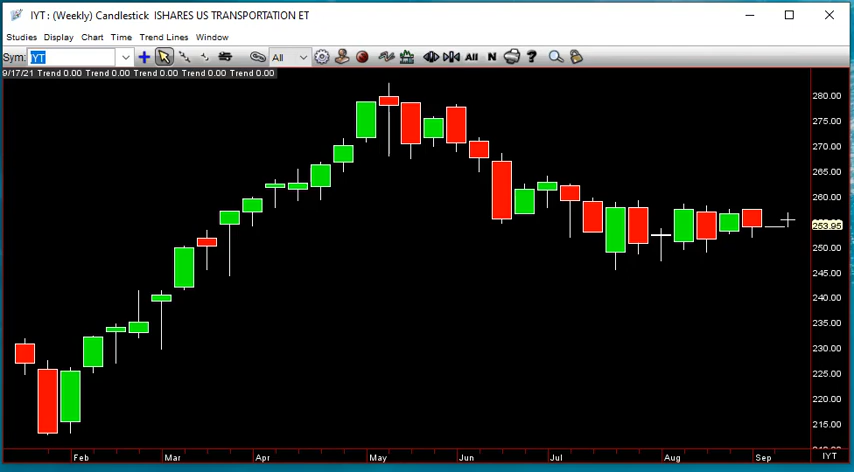 IYT : (Weekly) Candlestick ISHARES US TRANSPORTATION ET
Studies Display Chart Time Trend Lines Window
Sym: IYT All All N ?
9/17/21 Trend 0.00 Trend 0.00 Trend 0.00 Trend 0.00 Trend 0.00
280.00
275.00
270.00
265.00
260.00
253.95
250.00
245.00
240.00
235.00
230.00
225.00
220.00
215.00
Feb Mar Apr May Jun Jul Aug Sep IYT